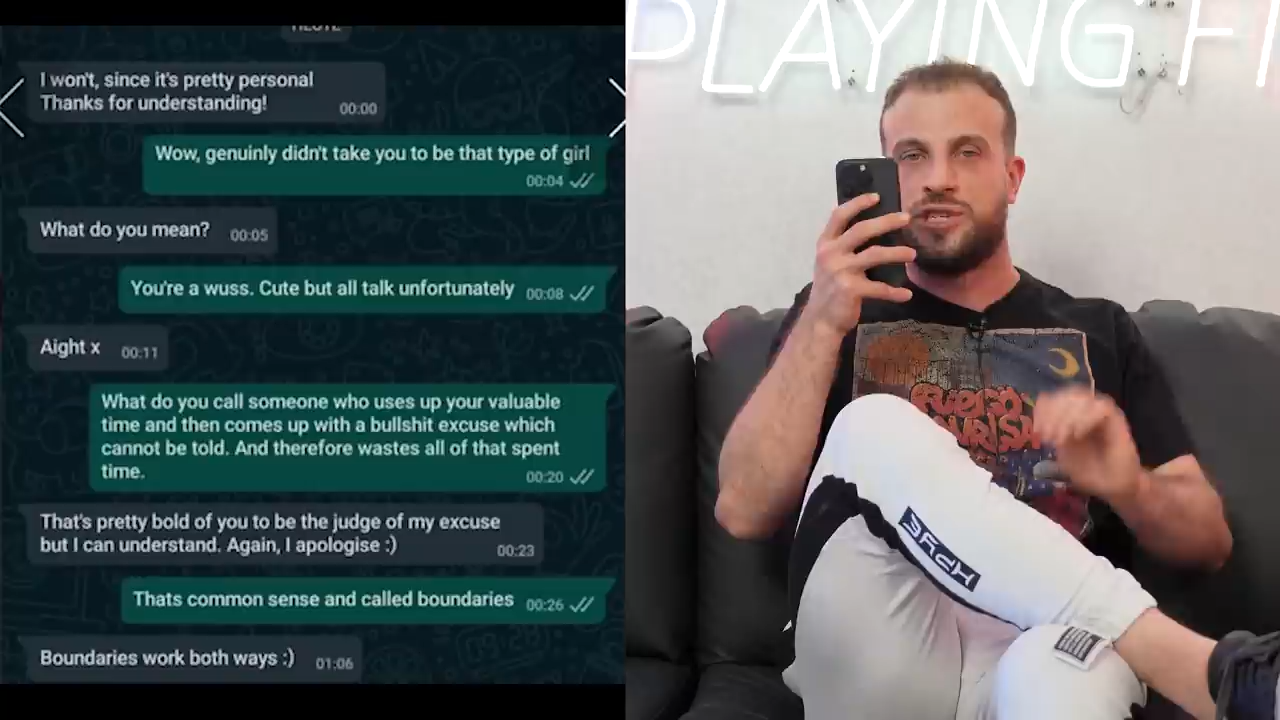 PLAYING FI
I won't, since it's pretty personal
Thanks for understanding!
00:00
Wow, genuinly didn't take you to be that type of girl
00:04
What do you mean?
00:05
You're a wuss. Cute but all talk unfortunately
00:08
Aight x
00:11
What do you call someone who uses up your valuable
time and then comes up with a bullshit excuse which
cannot be told. And therefore wastes all of that spent
time.
00:20
That's pretty bold of you to be the judge of my excuse
but I can understand. Again, I apologise :)
00:23
Thats common sense and called boundaries
00:26
Boundaries work both ways :)
01:06
FUERGO
HYPE